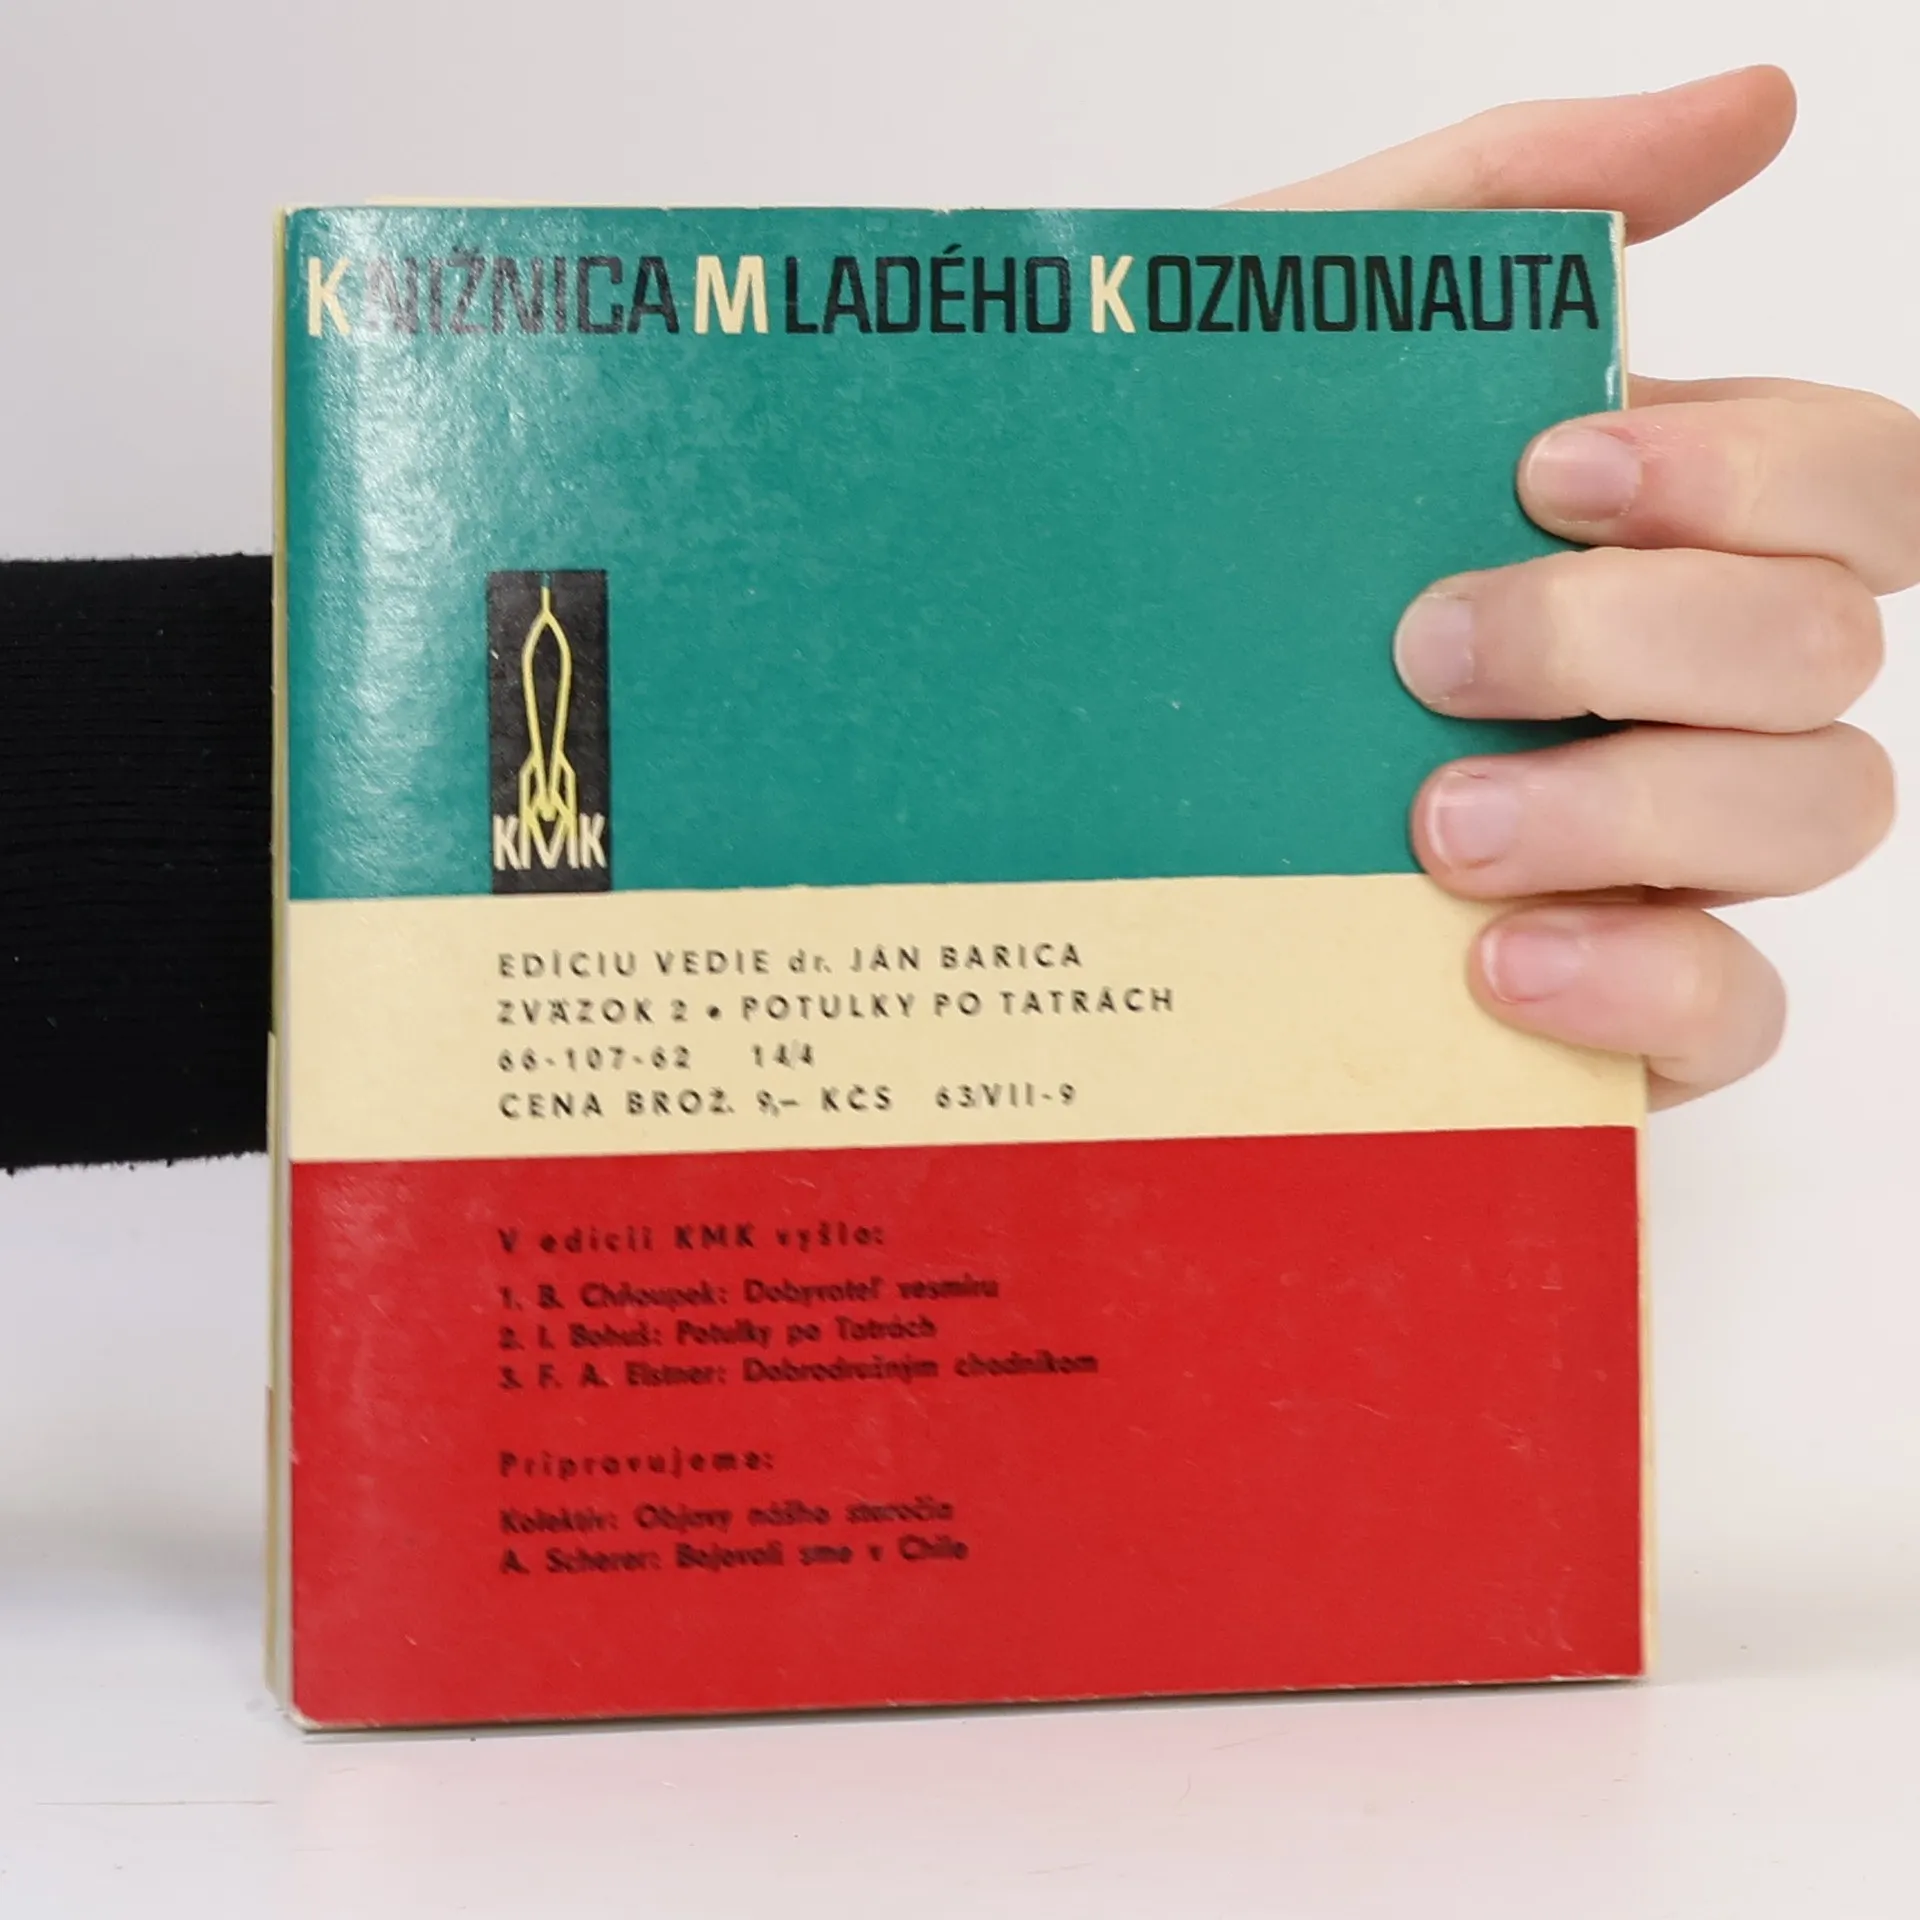 KNIŽNICA MLADÉHO KOZMONAUTA
KMK
EDÍCIU VEDIE dr. JÁN BARICA
ZVÄZOK 2 • POTULKY PO TATRÁCH
66-107-62 14/4
CENA BROŽ. 9,– KČS 63/VII-9
V edícii KMK vyšlo:
1. B. Chňoupek: Dobyvateľ vesmíru
2. I. Bohuš: Potulky po Tatrách
3. F. A. Elstner: Dobrodružným chodníkom
Pripravujeme:
Kolektív: Objavy nášho storočia
A. Scherer: Bojovali sme v Chile